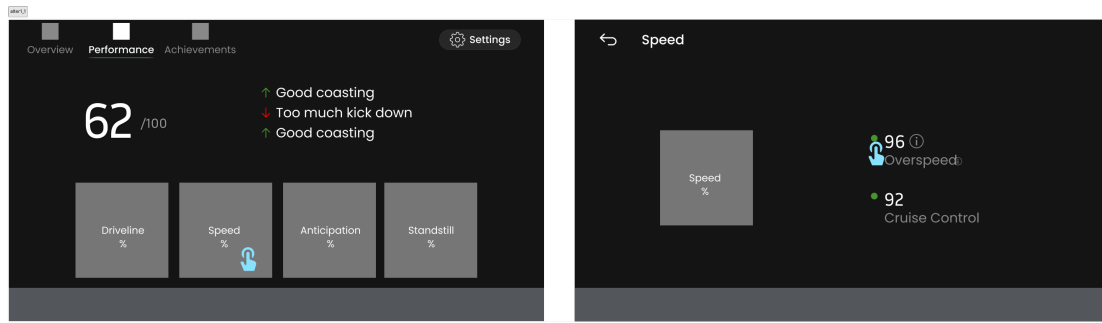 alter1_1
Overview Performance Achievements
Settings
62 /100
↑ Good coasting
↓ Too much kick down
↑ Good coasting
Driveline
%
Speed
%
Anticipation
%
Standstill
%
Speed
Speed
%
96
Overspeed
92
Cruise Control